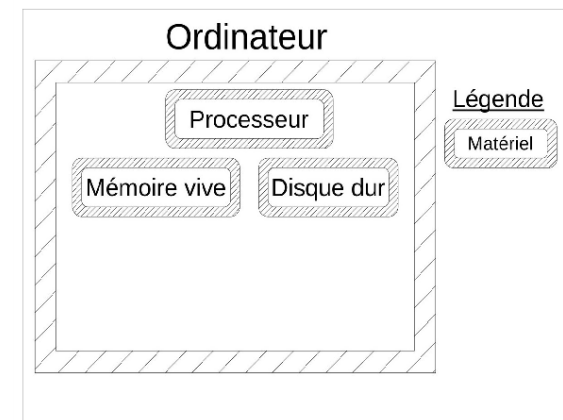 Ordinateur
Processeur
Légende
Matériel
Mémoire vive
Disque dur